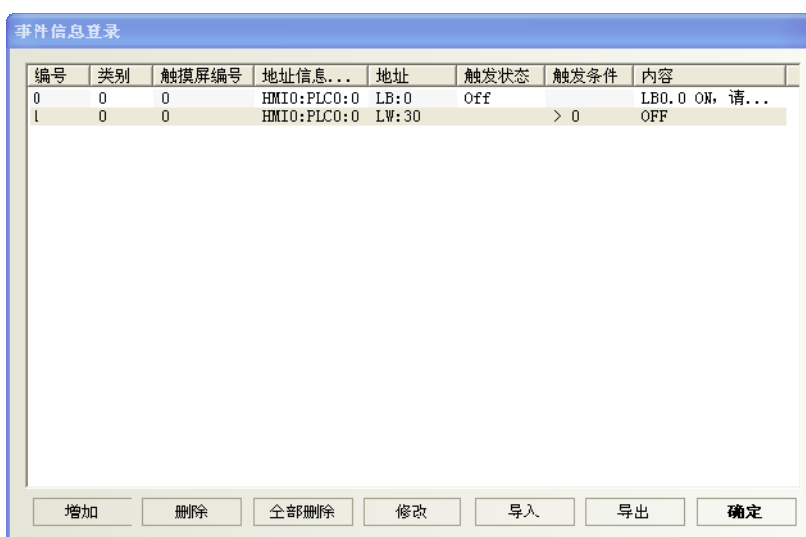 事件信息登录
编号 类别 触摸屏编号 地址信息... 地址 触发状态 触发条件 内容
0 0 0 HMI0:PLC0:0 LB:0 Off LB0.0 ON, 请...
1 0 0 HMI0:PLC0:0 LW:30 > 0 OFF
增加 删除 全部删除 修改 导入 导出 确定